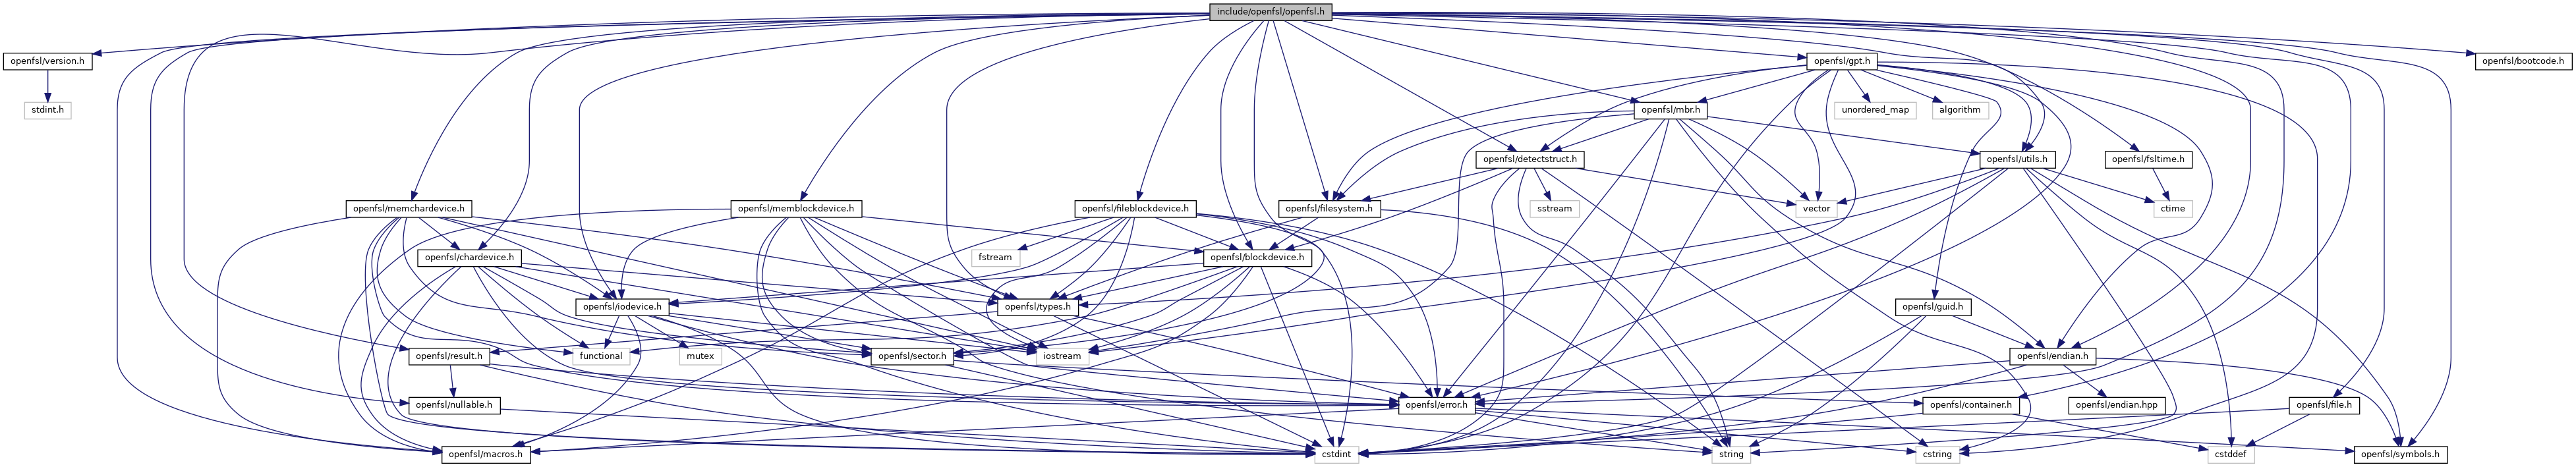 include/openfsl/openfsl.h
openfsl/version.h
openfsl/gpt.h
openfsl/bootcode.h
stdint.h
openfsl/mbr.h
unordered_map
algorithm
openfsl/detectstruct.h
openfsl/utils.h
openfsl/fsltime.h
openfsl/memchardevice.h
openfsl/memblockdevice.h
openfsl/fileblockdevice.h
openfsl/filesystem.h
sstream
vector
ctime
openfsl/chardevice.h
fstream
openfsl/blockdevice.h
openfsl/iodevice.h
openfsl/types.h
openfsl/guid.h
openfsl/result.h
functional
mutex
openfsl/sector.h
iostream
openfsl/endian.h
openfsl/nullable.h
openfsl/error.h
openfsl/container.h
openfsl/endian.hpp
openfsl/file.h
openfsl/macros.h
cstdint
string
cstring
cstddef
openfsl/symbols.h